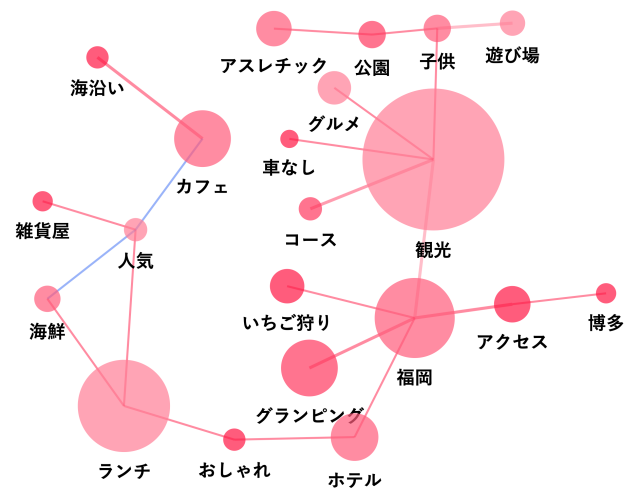 アスレチック
公園
子供
遊び場
海沿い
グルメ
カフェ
車なし
雑貨屋
コース
人気
観光
海鮮
いちご狩り
アクセス
博多
福岡
グランピング
ランチ
おしゃれ
ホテル